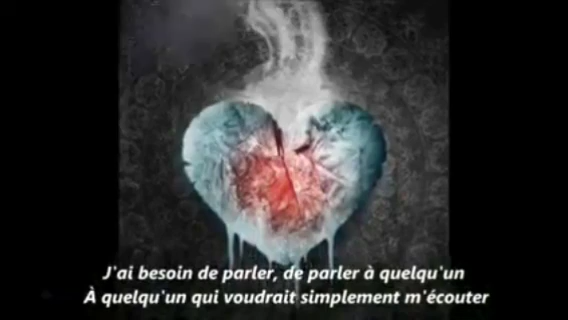 J'ai besoin de parler, de parler à quelqu'un
À quelqu'un qui voudrait simplement m'écouter